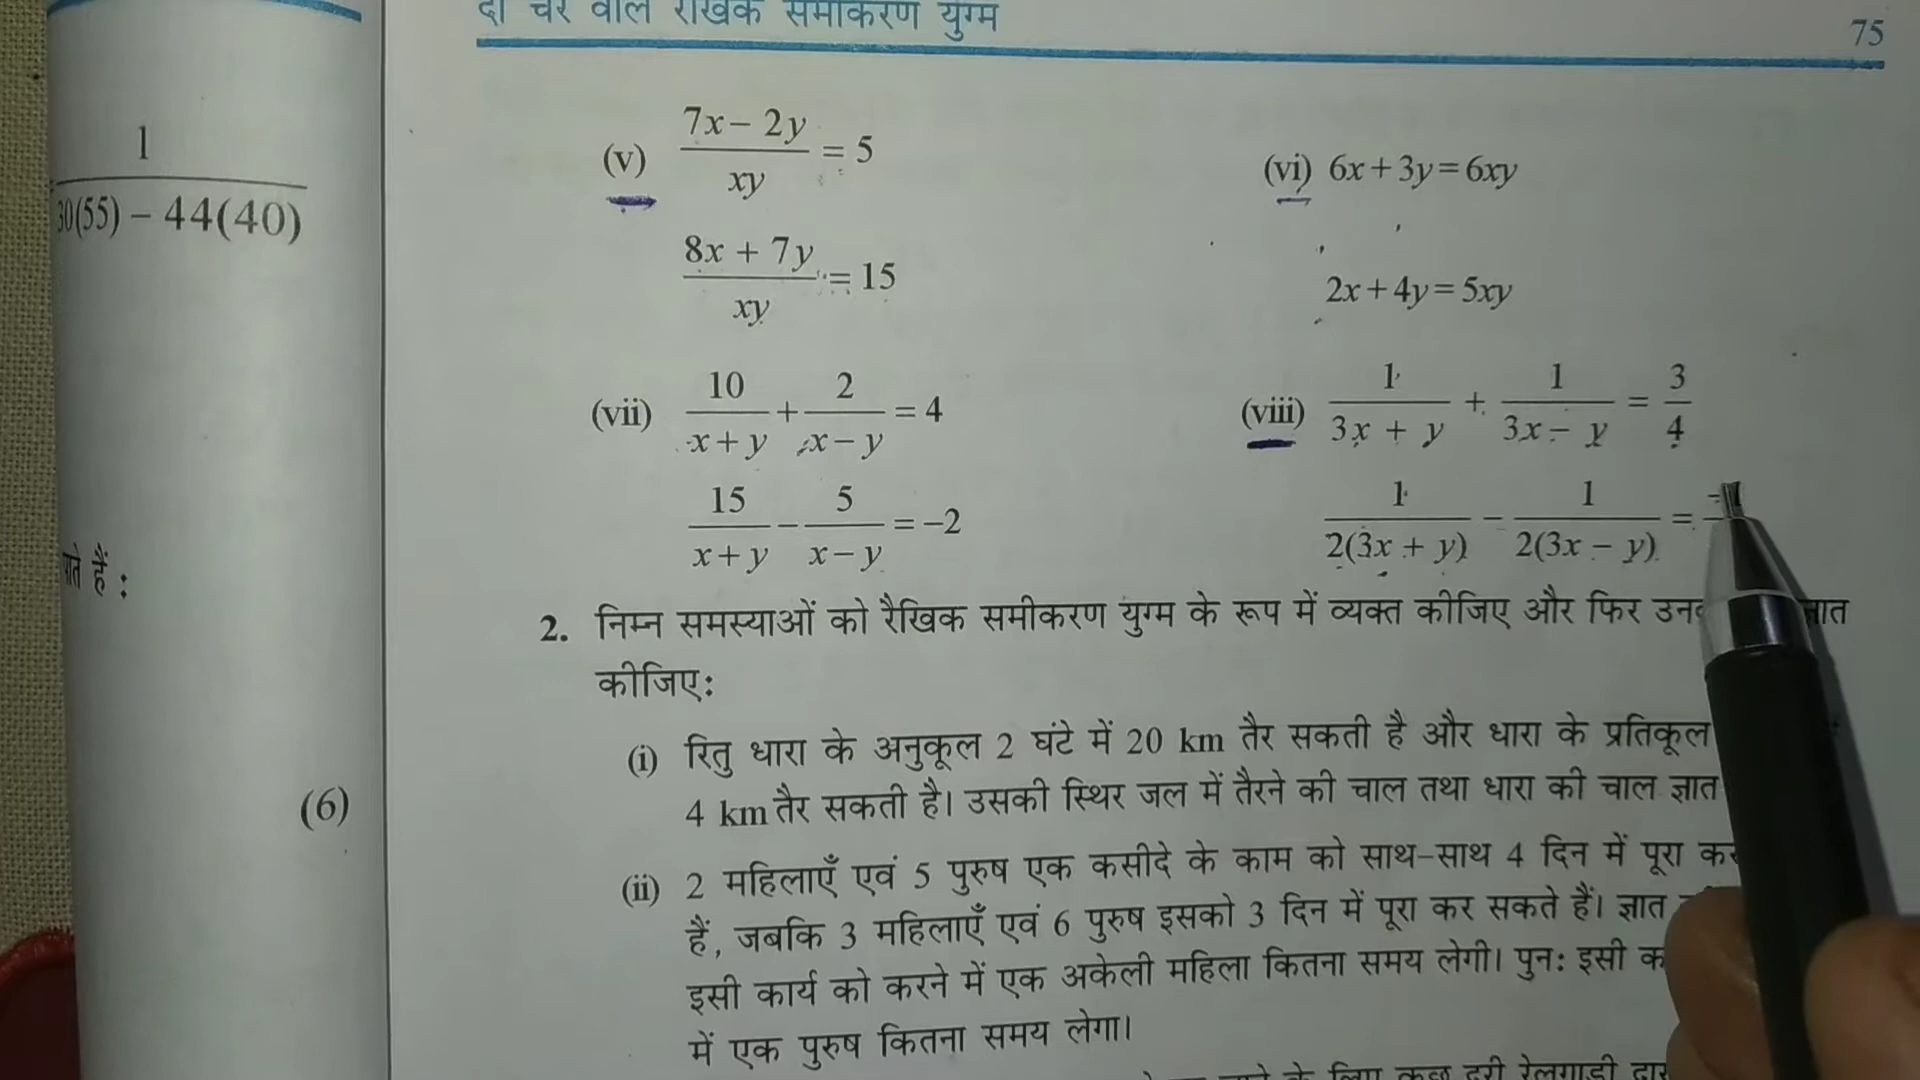 दो चर वाले रैखिक समीकरण युग्म 75
1
30(55) – 44(40)
हैं :
(6)
(v) 7x – 2y / xy = 5
8x + 7y / xy = 15
(vi) 6x + 3y = 6xy
2x + 4y = 5xy
(vii) 10 / x + y + 2 / x – y = 4
15 / x + y – 5 / x – y = –2
(viii) 1 / 3x + y + 1 / 3x – y = 3 / 4
1 / 2(3x + y) – 1 / 2(3x – y) =
2. निम्न समस्याओं को रैखिक समीकरण युग्म के रूप में व्यक्त कीजिए और फिर
कीजिए:
(i) रितु धारा के अनुकूल 2 घंटे में 20 km तैर सकती है और धारा के प्रतिकूल
4 km तैर सकती है। उसकी स्थिर जल में तैरने की चाल तथा धारा की चाल ज्ञात
(ii) 2 महिलाएँ एवं 5 पुरुष एक कसीदे के काम को साथ-साथ 4 दिन में पूरा
हैं, जबकि 3 महिलाएँ एवं 6 पुरुष इसको 3 दिन में पूरा कर सकते हैं। ज्ञात
इसी कार्य को करने में एक अकेली महिला कितना समय लेगी। पुन: इसी
में एक पुरुष कितना समय लेगा।